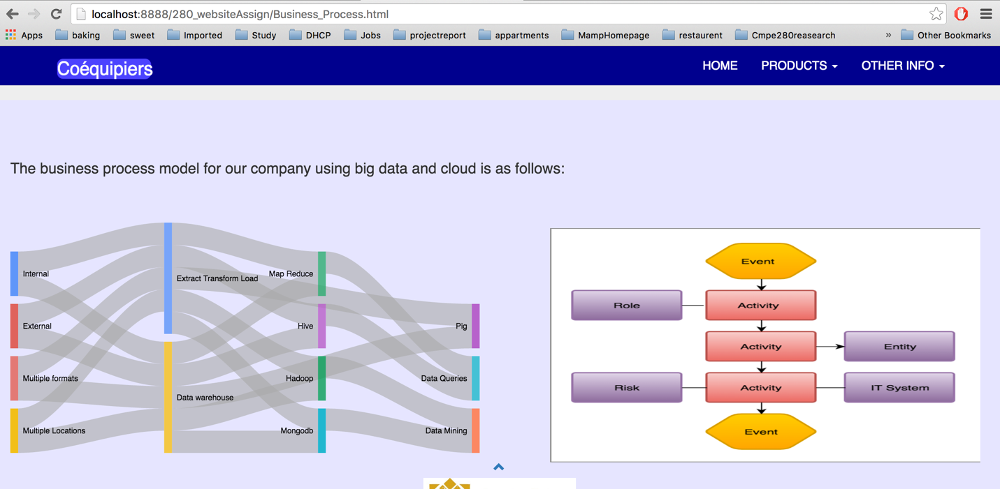 localhost:8888/280_websiteAssign/Business_Process.html
Apps baking sweet Imported Study DHCP Jobs projectreport appartments MampHomepage restaurent Cmpe280reasearch » Other Bookmarks
Coéquipiers HOME PRODUCTS OTHER INFO
The business process model for our company using big data and cloud is as follows:
Internal
External
Multiple formats
Multiple Locations
Extract Transform Load
Data warehouse
Map Reduce
Hive
Hadoop
Mongodb
Pig
Data Queries
Data Mining
Event
Role Activity
Activity Entity
Risk Activity IT System
Event